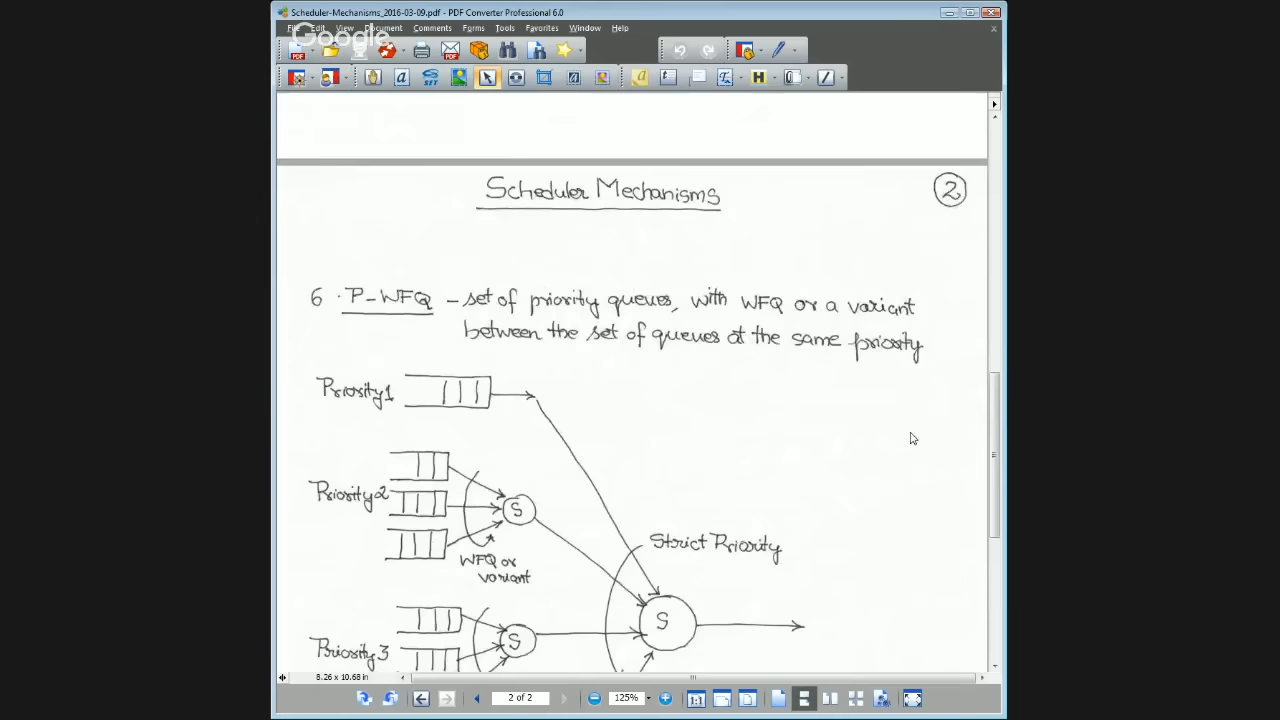 Scheduler-Mechanisms_2016-03-09.pdf - PDF Converter Professional 6.0
File Edit View Document Comments Forms Tools Favorites Window Help
Google
Scheduler Mechanisms
2
6. P-WFQ - set of priority queues, with WFQ or a variant
between the set of queues at the same priority
Priority1
Priority2
S
WFQ or
variant
Strict Priority
S
Priority3
S
8.26 x 10.68 in
2 of 2
125%
1:1